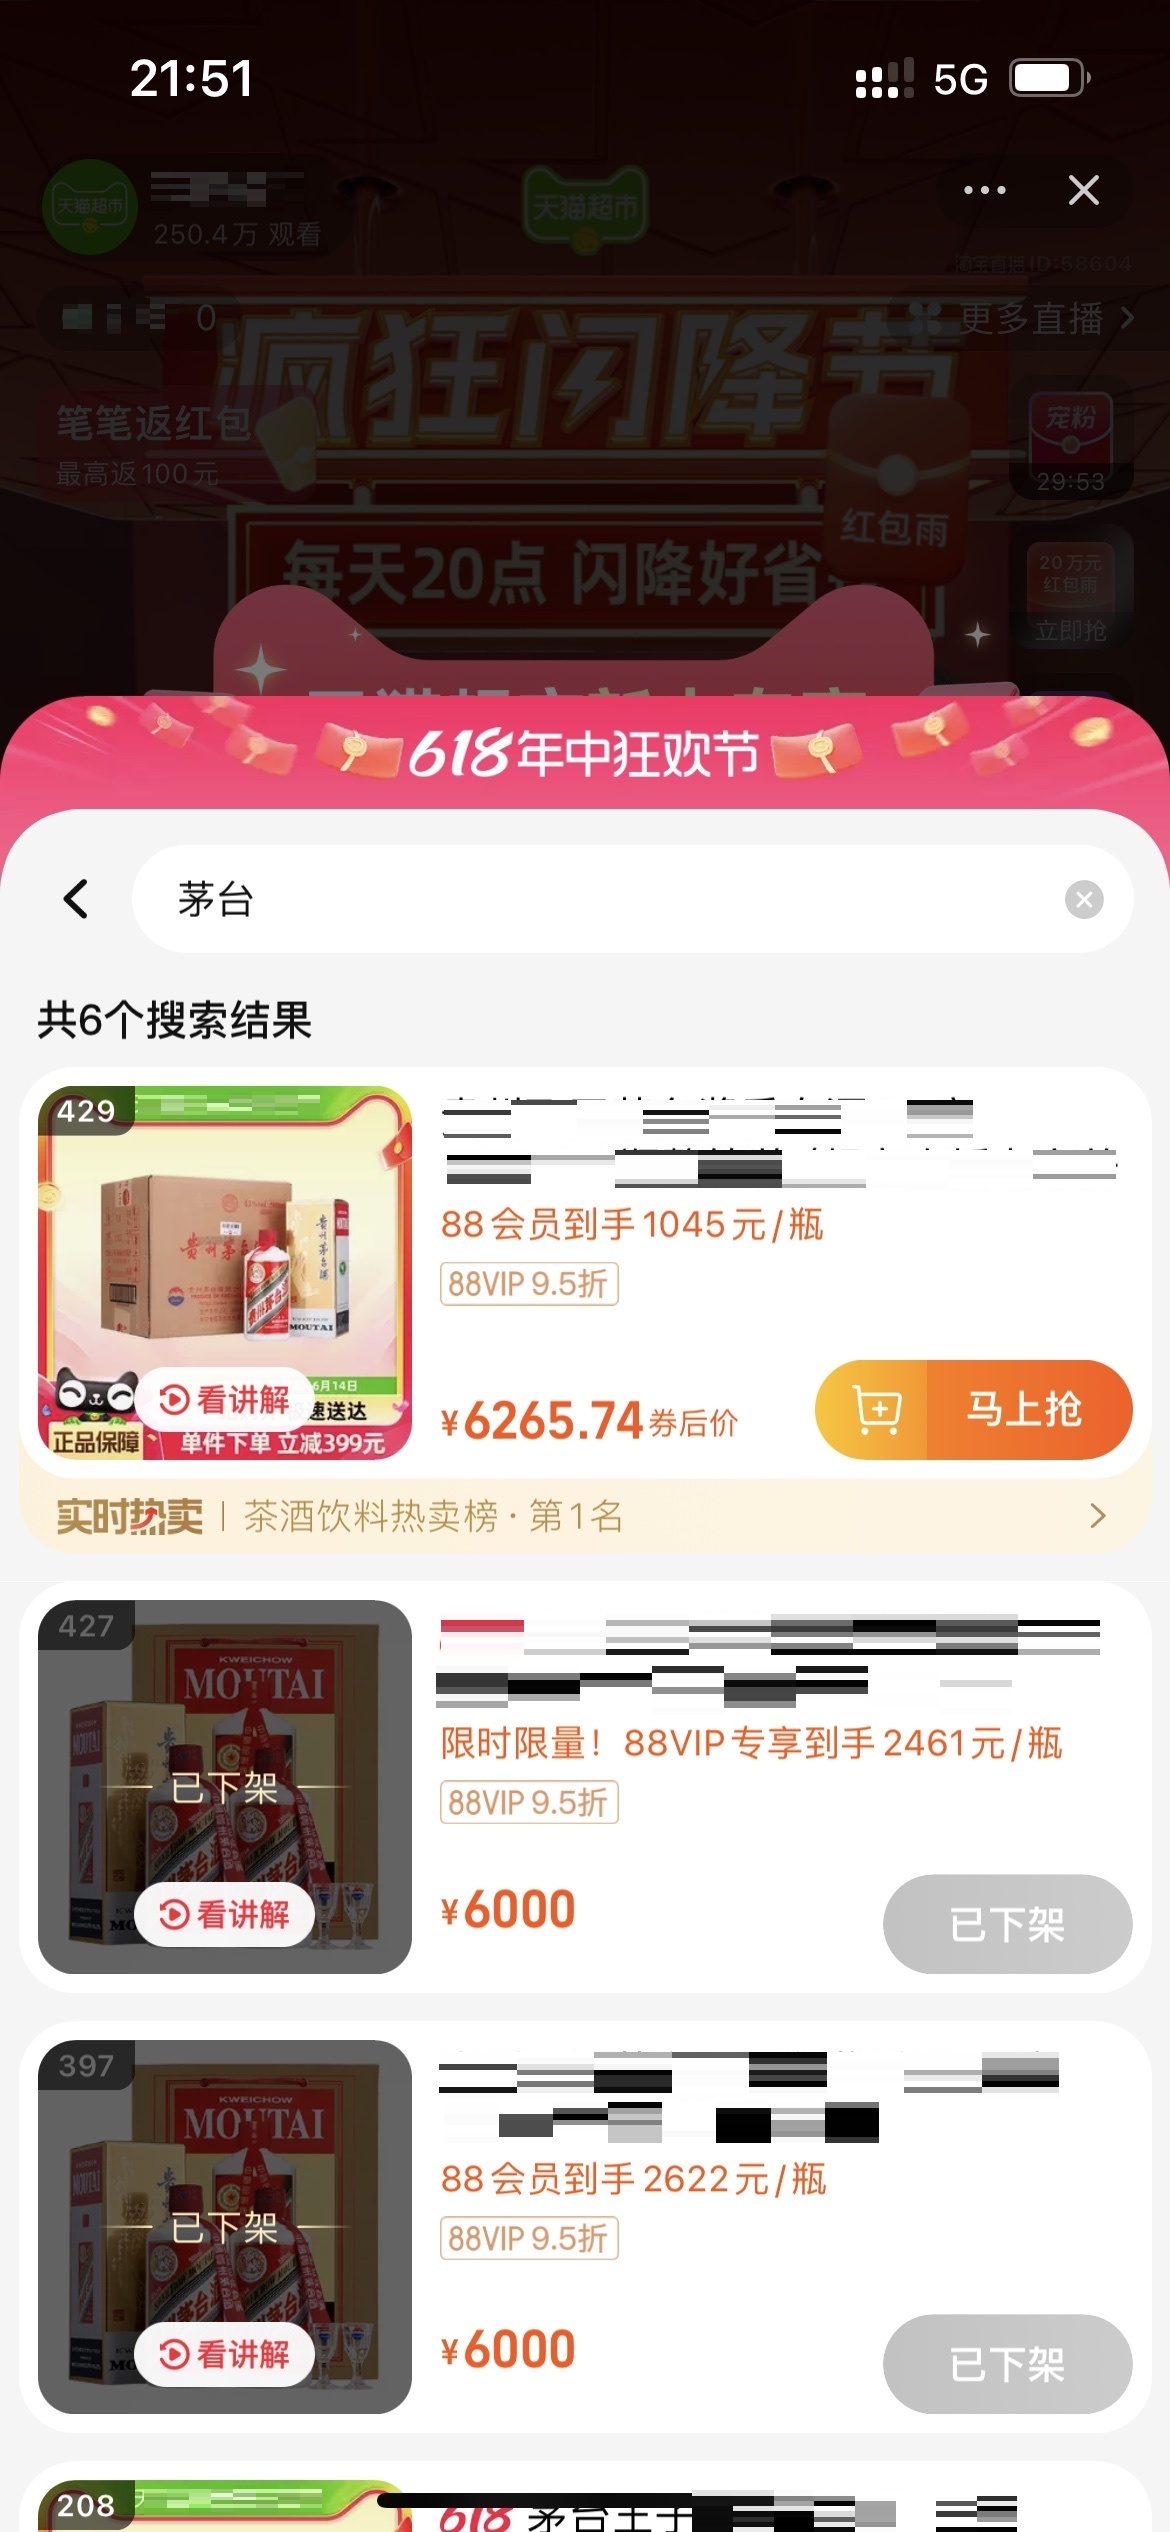 21:51
5G
天猫超市
250.4万 观看
天猫超市
淘宝直播ID:58604
0
更多直播
疯狂闪降节
笔笔返红包
最高返100元
宠粉
29:53
红包雨
每天20点 闪降好省
20万元
红包雨
立即抢
618年中狂欢节
茅台
共6个搜索结果
429
88会员到手1045元/瓶
88VIP 9.5折
贵州茅台酒
MOUTAI
6月14日
看讲解
速送达
正品保障
单件下单 立减399元
¥6265.74券后价
马上抢
实时热卖 | 茶酒饮料热卖榜·第1名
427
KWEICHOW
MOUTAI
限时限量！88VIP专享到手2461元/瓶
88VIP 9.5折
已下架
看讲解
¥6000
已下架
397
KWEICHOW
MOUTAI
88会员到手2622元/瓶
88VIP 9.5折
已下架
看讲解
¥6000
已下架
208
618 茅台王子